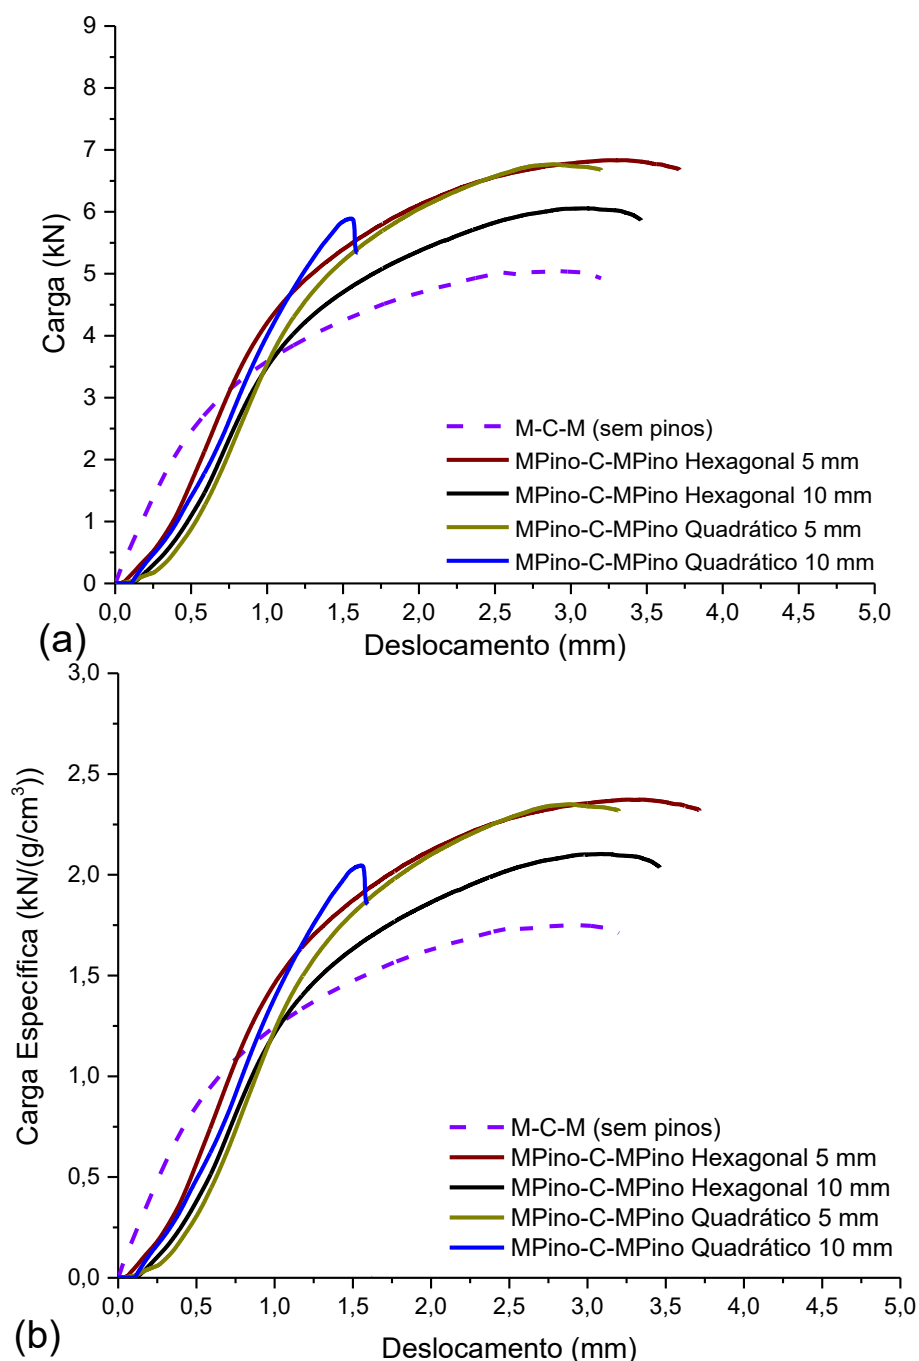 9
8
7
6
5
4
3
2
1
0
Carga (kN)
M-C-M (sem pinos)
MPino-C-MPino Hexagonal 5 mm
MPino-C-MPino Hexagonal 10 mm
MPino-C-MPino Quadrático 5 mm
MPino-C-MPino Quadrático 10 mm
0,0 0,5 1,0 1,5 2,0 2,5 3,0 3,5 4,0 4,5 5,0
(a)
Deslocamento (mm)
3,0
2,5
2,0
1,5
1,0
0,5
0,0
Carga Específica (kN/(g/cm³))
M-C-M (sem pinos)
MPino-C-MPino Hexagonal 5 mm
MPino-C-MPino Hexagonal 10 mm
MPino-C-MPino Quadrático 5 mm
MPino-C-MPino Quadrático 10 mm
0,0 0,5 1,0 1,5 2,0 2,5 3,0 3,5 4,0 4,5 5,0
(b)
Deslocamento (mm)